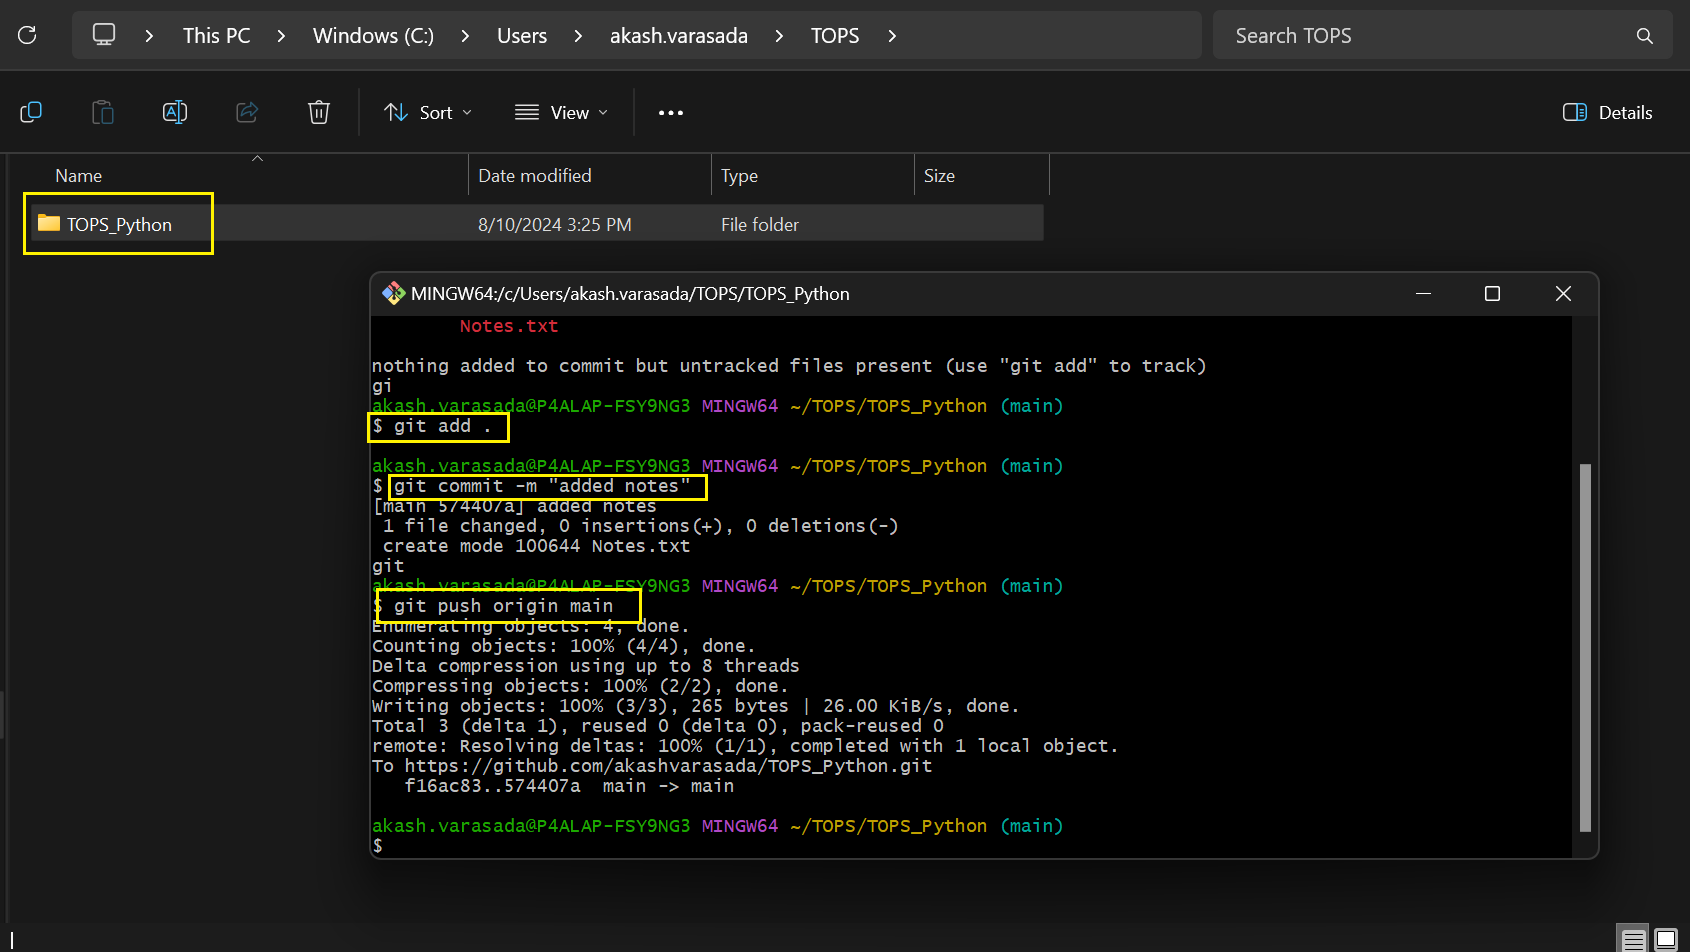 This PC > Windows (C:) > Users > akash.varasada > TOPS >
Search TOPS
Sort
View
Details
Name
Date modified
Type
Size
TOPS_Python
8/10/2024 3:25 PM
File folder
MINGW64:/c/Users/akash.varasada/TOPS/TOPS_Python
Notes.txt
nothing added to commit but untracked files present (use "git add" to track)
gi
akash.varasada@P4ALAP-FSY9NG3 MINGW64 ~/TOPS/TOPS_Python (main)
$ git add .
akash.varasada@P4ALAP-FSY9NG3 MINGW64 ~/TOPS/TOPS_Python (main)
$ git commit -m "added notes"
[main 574407a] added notes
1 file changed, 0 insertions(+), 0 deletions(-)
create mode 100644 Notes.txt
git
akash.varasada@P4ALAP-FSY9NG3 MINGW64 ~/TOPS/TOPS_Python (main)
$ git push origin main
Enumerating objects: 4, done.
Counting objects: 100% (4/4), done.
Delta compression using up to 8 threads
Compressing objects: 100% (2/2), done.
Writing objects: 100% (3/3), 265 bytes | 26.00 KiB/s, done.
Total 3 (delta 1), reused 0 (delta 0), pack-reused 0
remote: Resolving deltas: 100% (1/1), completed with 1 local object.
To https://github.com/akashvarasada/TOPS_Python.git
f16ac83..574407a  main -> main
akash.varasada@P4ALAP-FSY9NG3 MINGW64 ~/TOPS/TOPS_Python (main)
$